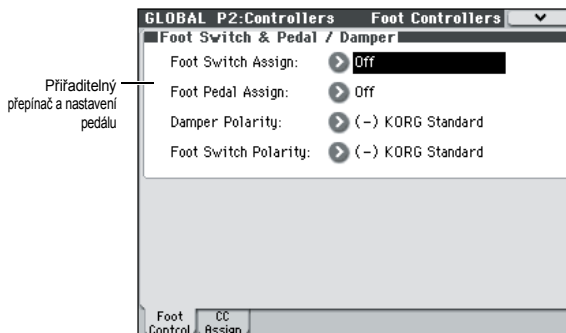 GLOBAL P2:Controllers Foot Controllers
Foot Switch & Pedal / Damper
Foot Switch Assign: Off
Foot Pedal Assign: Off
Damper Polarity: (-) KORG Standard
Foot Switch Polarity: (-) KORG Standard
Přiřaditelný
přepínač a nastavení
pedálu
Foot Control
CC Assign